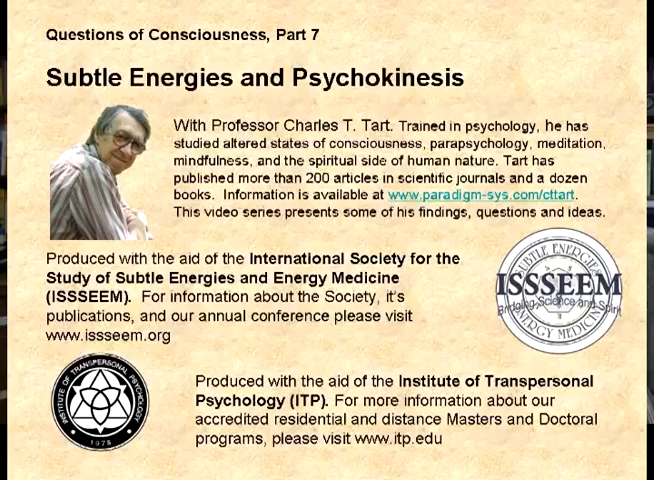 Questions of Consciousness, Part 7
Subtle Energies and Psychokinesis
With Professor Charles T. Tart. Trained in psychology, he has
studied altered states of consciousness, parapsychology, meditation,
mindfulness, and the spiritual side of human nature. Tart has
published more than 200 articles in scientific journals and a dozen
books. Information is available at www.paradigm-sys.com/cttart.
This video series presents some of his findings, questions and ideas.
Produced with the aid of the International Society for the
Study of Subtle Energies and Energy Medicine
(ISSSEEM). For information about the Society, it's
publications, and our annual conference please visit
www.issseem.org
SUBTLE ENERGIES
ISSSEEM
Bridging Science and Spirit
ENERGY MEDICINE
INSTITUTE OF TRANSPERSONAL PSYCHOLOGY
1975
Produced with the aid of the Institute of Transpersonal
Psychology (ITP). For more information about our
accredited residential and distance Masters and Doctoral
programs, please visit www.itp.edu